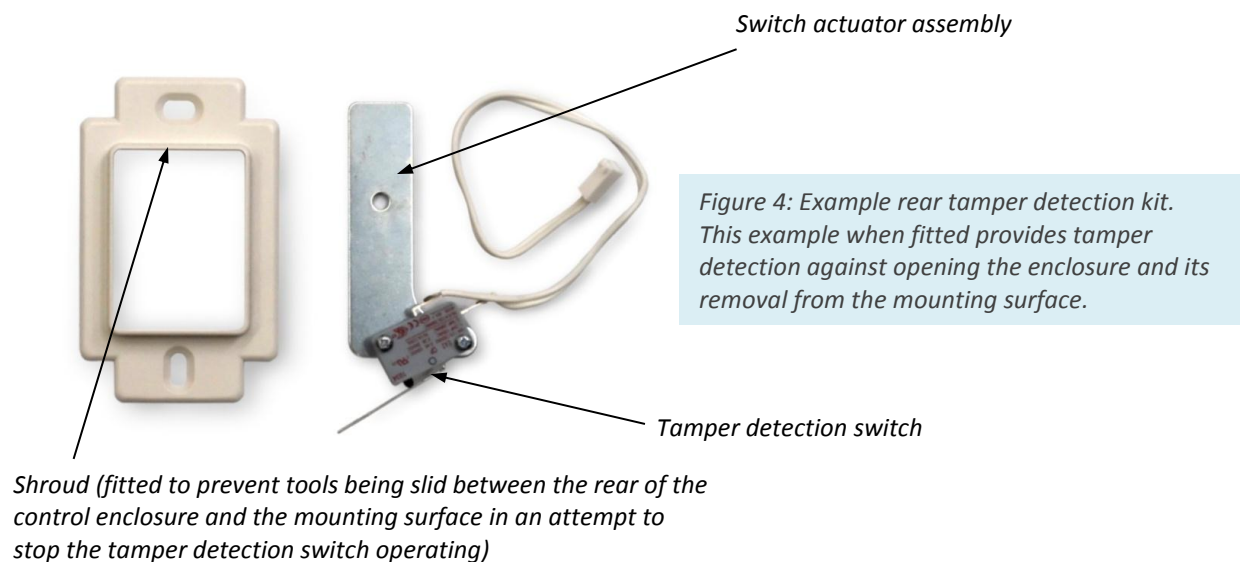 Switch actuator assembly
Figure 4: Example rear tamper detection kit.
This example when fitted provides tamper
detection against opening the enclosure and its
removal from the mounting surface.
Tamper detection switch
Shroud (fitted to prevent tools being slid between the rear of the
control enclosure and the mounting surface in an attempt to
stop the tamper detection switch operating)